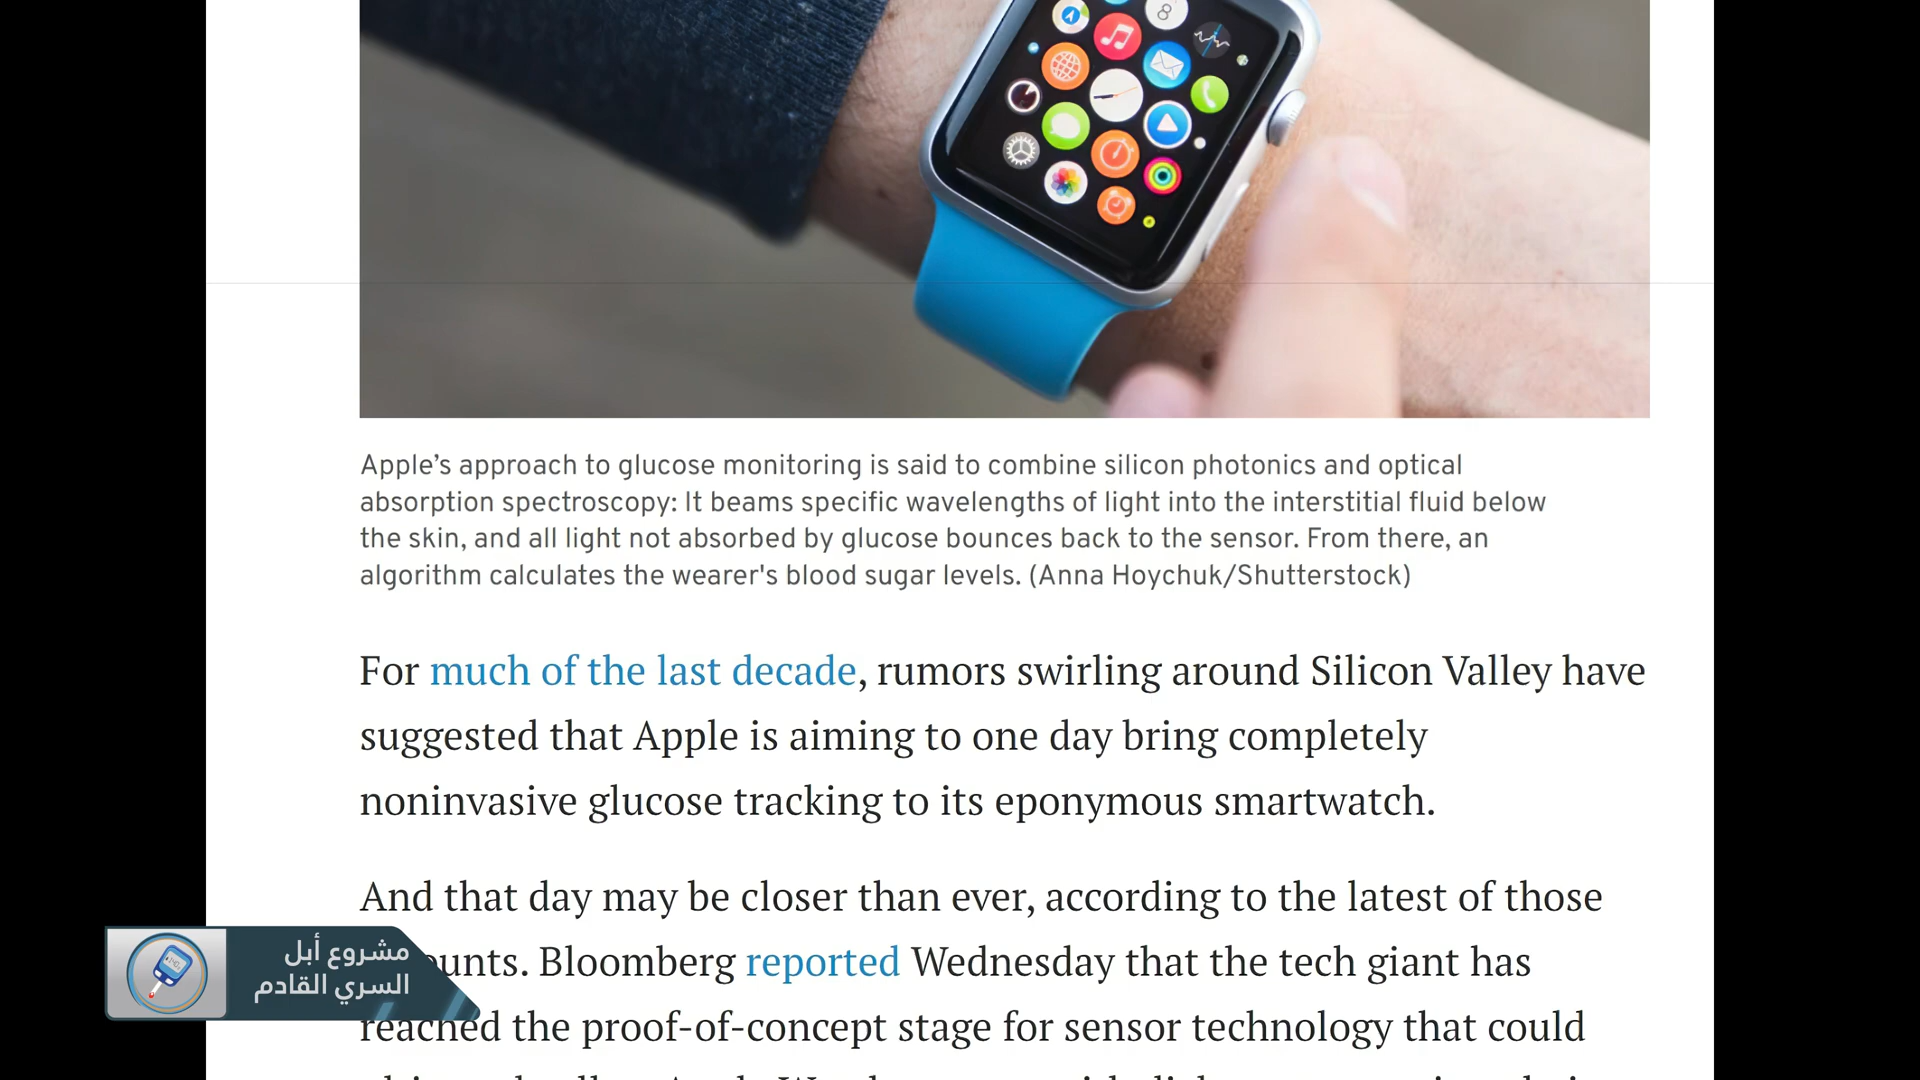 Apple’s approach to glucose monitoring is said to combine silicon photonics and optical
absorption spectroscopy: It beams specific wavelengths of light into the interstitial fluid below
the skin, and all light not absorbed by glucose bounces back to the sensor. From there, an
algorithm calculates the wearer's blood sugar levels. (Anna Hoychuk/Shutterstock)
For much of the last decade, rumors swirling around Silicon Valley have
suggested that Apple is aiming to one day bring completely
noninvasive glucose tracking to its eponymous smartwatch.
And that day may be closer than ever, according to the latest of those
Bloomberg reported Wednesday that the tech giant has
reached the proof-of-concept stage for sensor technology that could
مشروع أبل
السري القادم